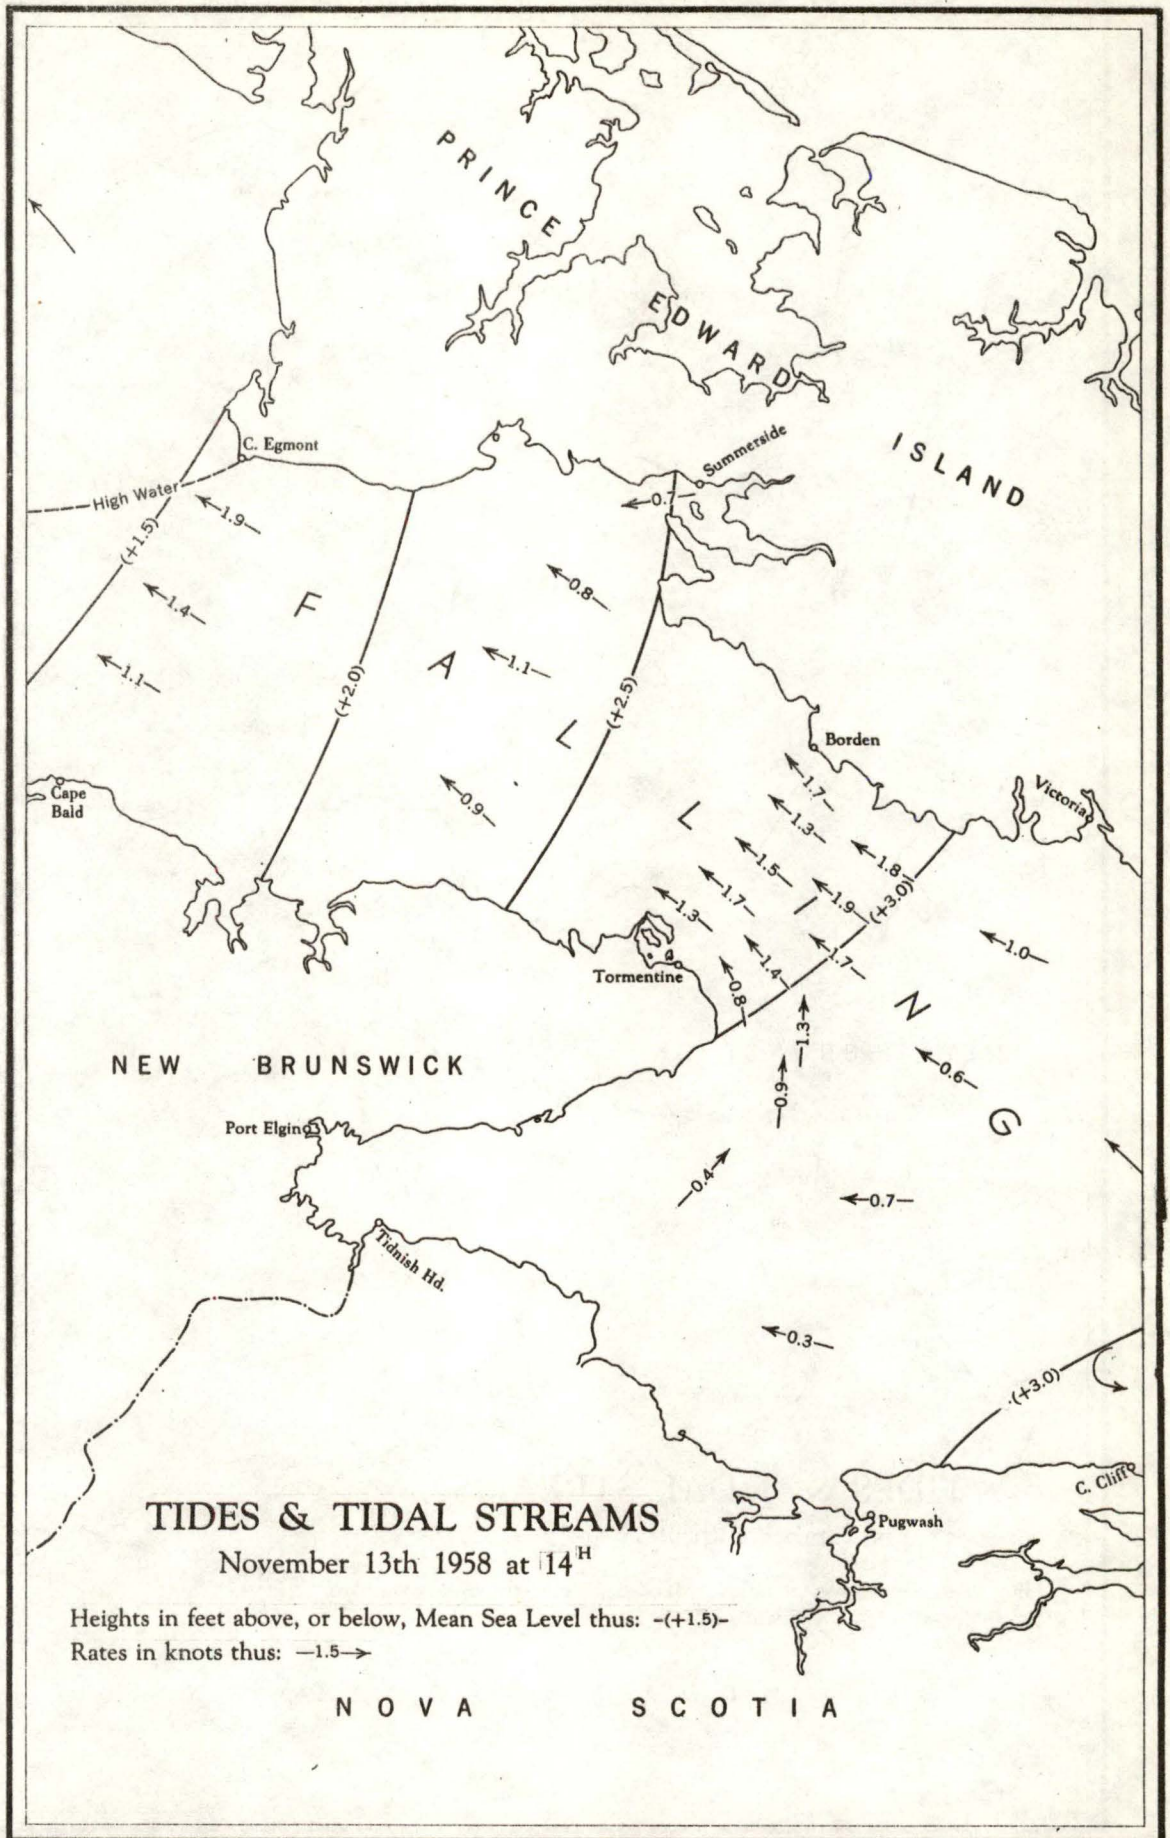 PRINCE
EDWARD
ISLAND
C. Egmont
Summerside
High Water
0.7
1.9
(+1.5)
0.8
1.4
F
A
1.1
1.1
(+2.0)
(+2.5)
L
Borden
Cape
Bald
0.9
1.7
Victoria
L
1.3
1.5
1.8
1.7
1.9
(+3.0)
I
1.3
1.7
1.0
1.4
Tormentine
0.8
N
1.3
NEW BRUNSWICK
0.6
0.9
G
Port Elgin
0.4
0.7
Tidnish Hd.
0.3
(+3.0)
C. Cliff
TIDES & TIDAL STREAMS
Pugwash
November 13th 1958 at 14H
Heights in feet above, or below, Mean Sea Level thus: -(+1.5)-
Rates in knots thus: —1.5→
NOVA SCOTIA